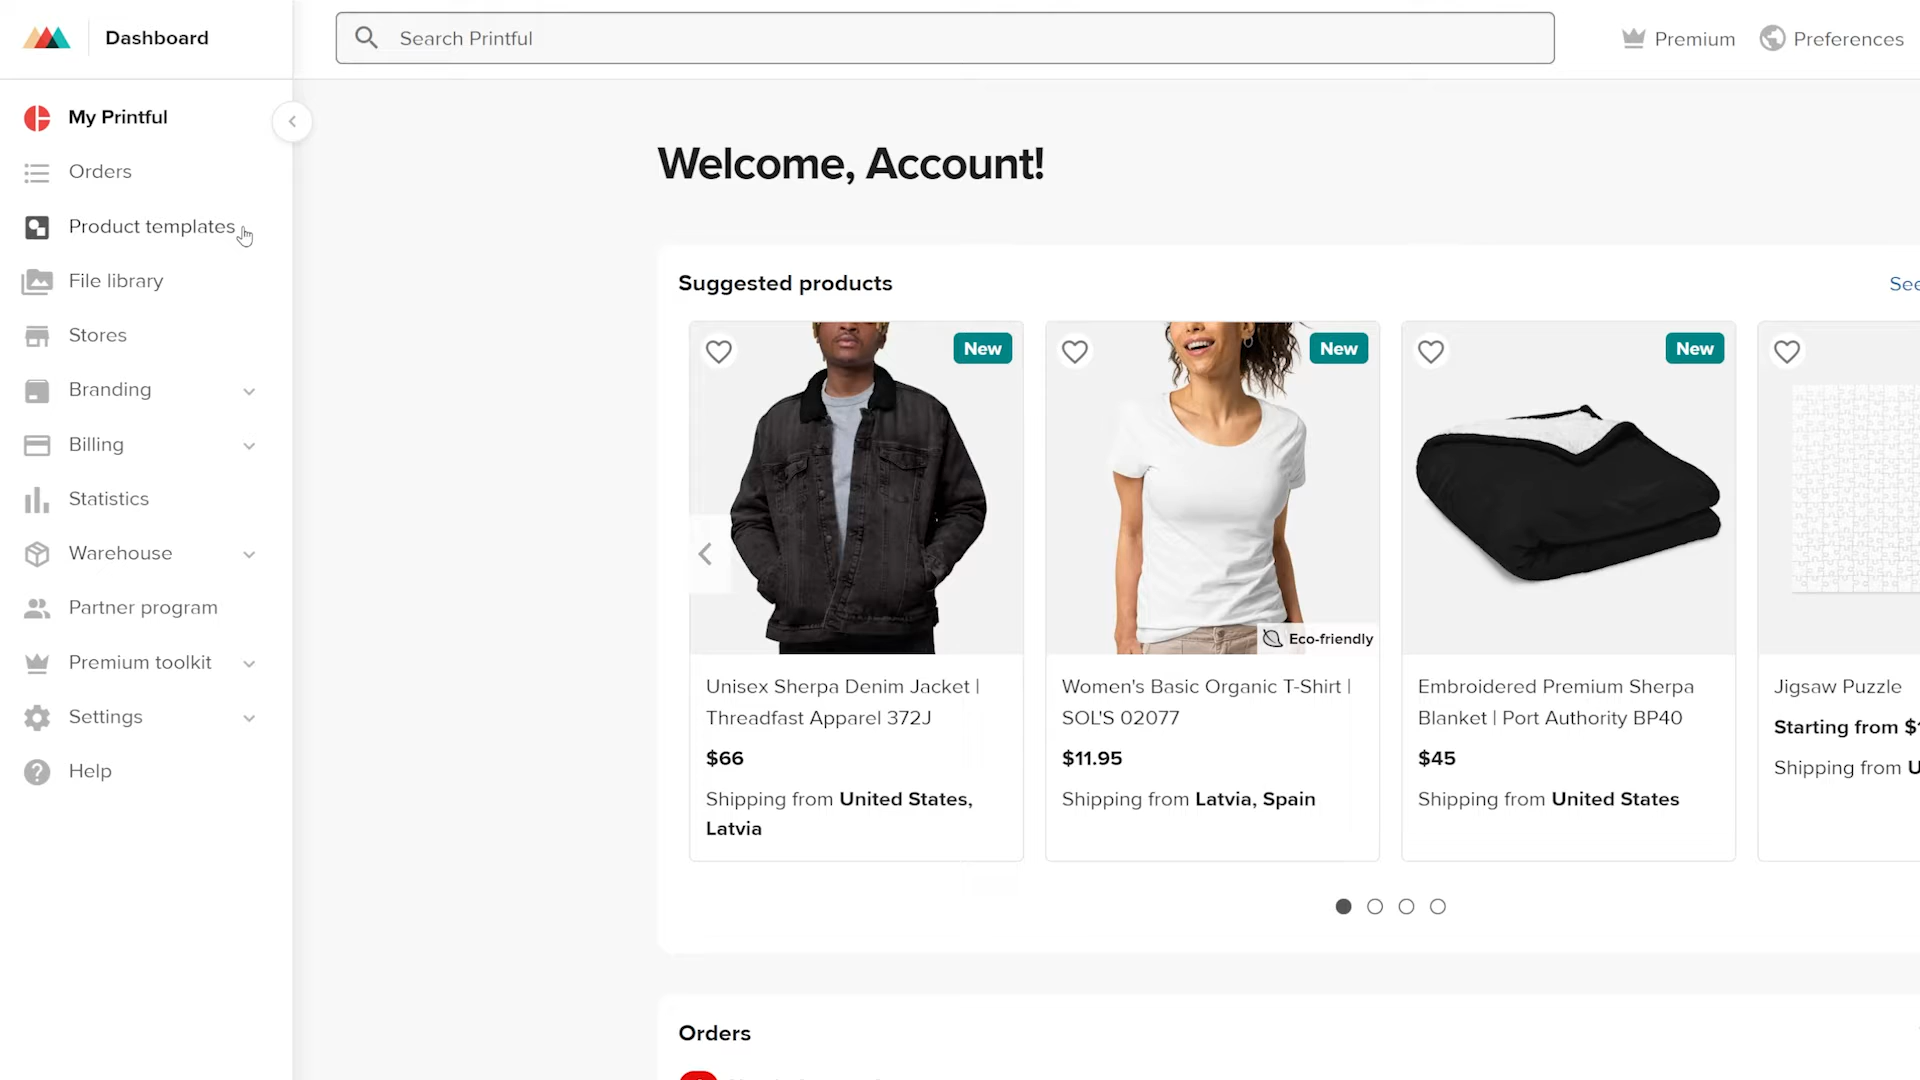 Dashboard
Search Printful
Premium
Preferences
My Printful
Orders
Product templates
File library
Stores
Branding
Billing
Statistics
Warehouse
Partner program
Premium toolkit
Settings
Help
Welcome, Account!
Suggested products
See
New
New
New
Eco-friendly
Unisex Sherpa Denim Jacket |
Threadfast Apparel 372J
$66
Shipping from United States,
Latvia
Women's Basic Organic T-Shirt |
SOL'S 02077
$11.95
Shipping from Latvia, Spain
Embroidered Premium Sherpa
Blanket | Port Authority BP40
$45
Shipping from United States
Jigsaw Puzzle
Starting from
Shipping from
Orders